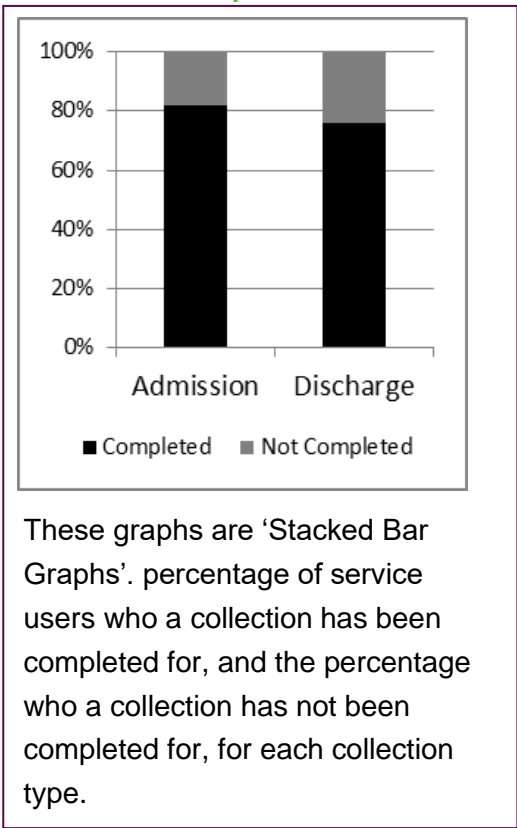 100%
80%
60%
40%
20%
0%
Admission Discharge
Completed Not Completed
These graphs are ‘Stacked Bar
Graphs’. percentage of service
users who a collection has been
completed for, and the percentage
who a collection has not been
completed for, for each collection
type.